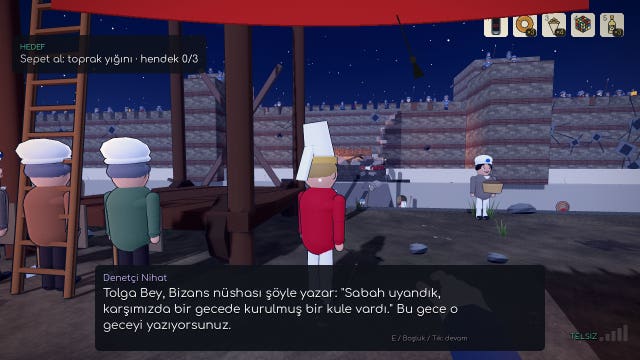 HEDEF
Sepet al: toprak yığını · hendek 0/3
Denetçi Nihat
Tolga Bey, Bizans nüshası şöyle yazar: "Sabah uyandık,
karşımızda bir gecede kurulmuş bir kule vardı." Bu gece o
geceyi yazıyorsunuz.
E / Boşluk / Tık: devam
TELSİZ